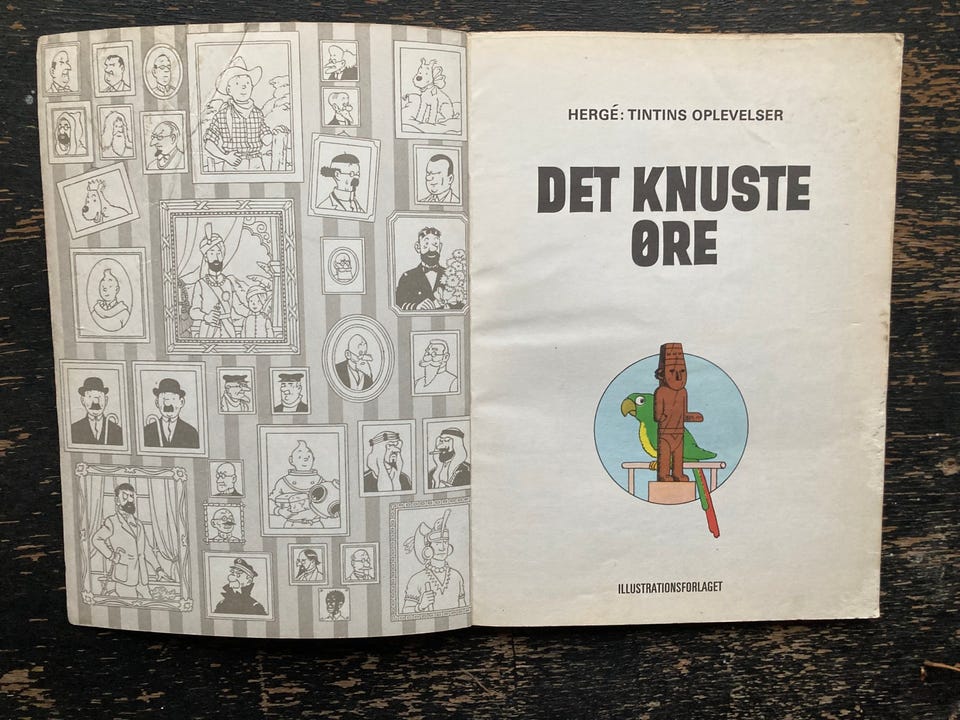 HERGÉ: TINTINS OPLEVELSER
DET KNUSTE
ØRE
ILLUSTRATIONSFORLAGET